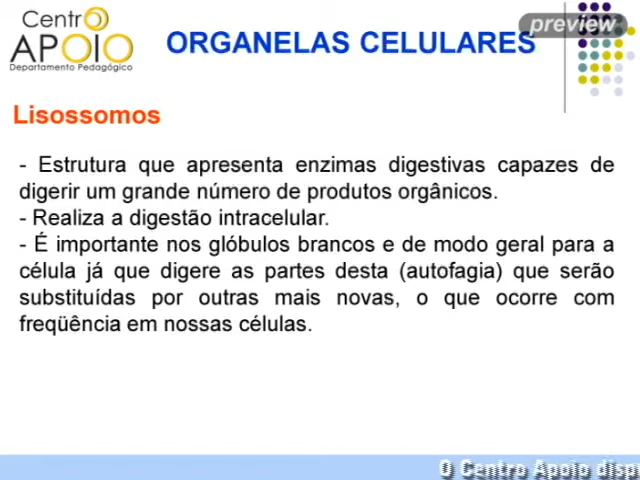 Centro
APOIO
Departamento Pedagógico
ORGANELAS CELULARES
preview
Lisossomos
- Estrutura que apresenta enzimas digestivas capazes de
digerir um grande número de produtos orgânicos.
- Realiza a digestão intracelular.
- É importante nos glóbulos brancos e de modo geral para a
célula já que digere as partes desta (autofagia) que serão
substituídas por outras mais novas, o que ocorre com
freqüência em nossas células.
O Centro Apoio disp